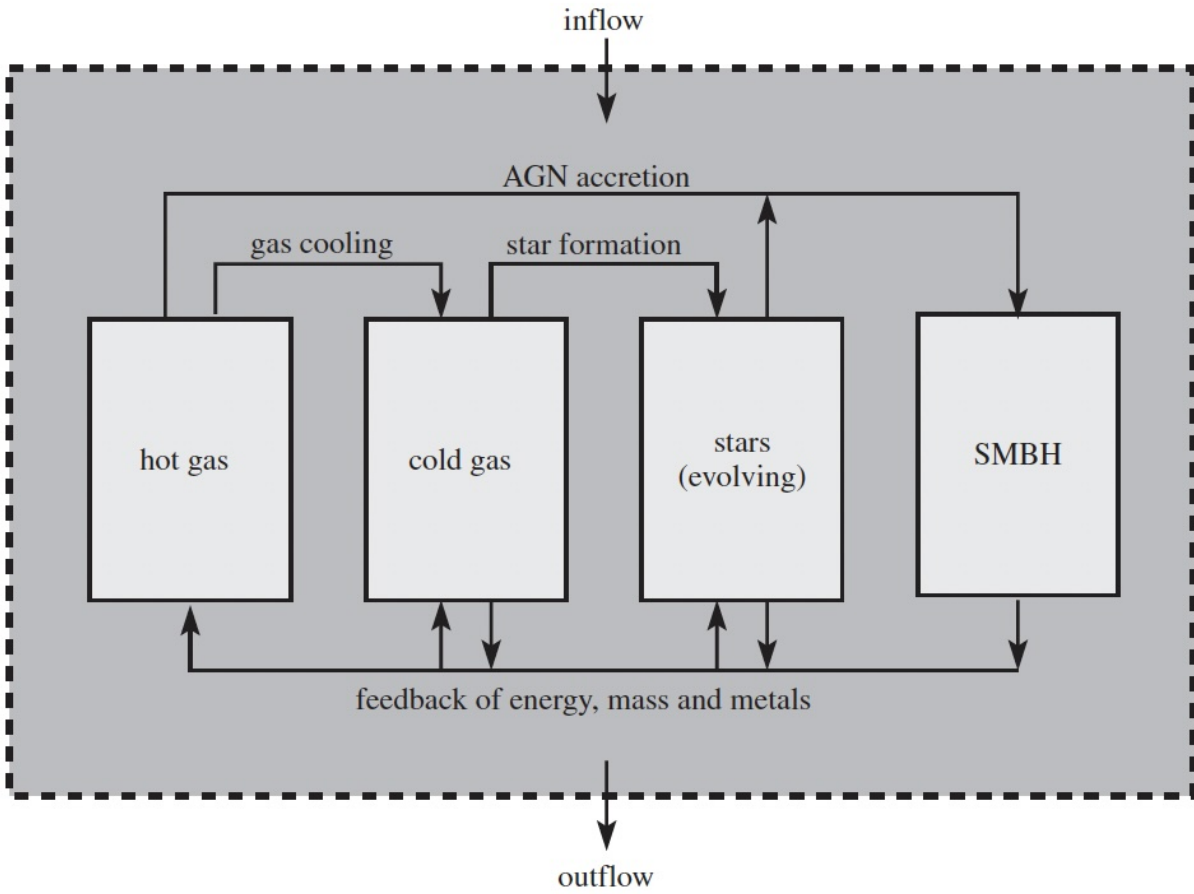 inflow
AGN accretion
gas cooling
star formation
hot gas
cold gas
stars
(evolving)
SMBH
feedback of energy, mass and metals
outflow